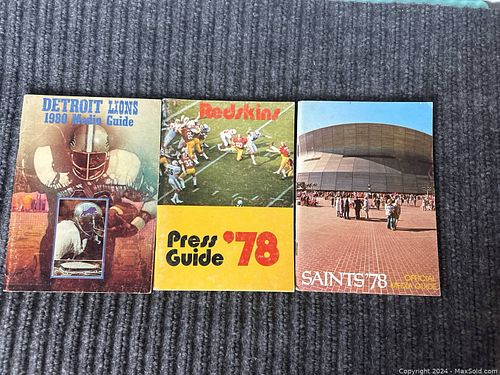 DETROIT LIONS
1980 Media Guide
Redskins
Press
Guide '78
SAINTS '78
OFFICIAL
MEDIA GUIDE
Copyright © 2024 - MaxSold.com